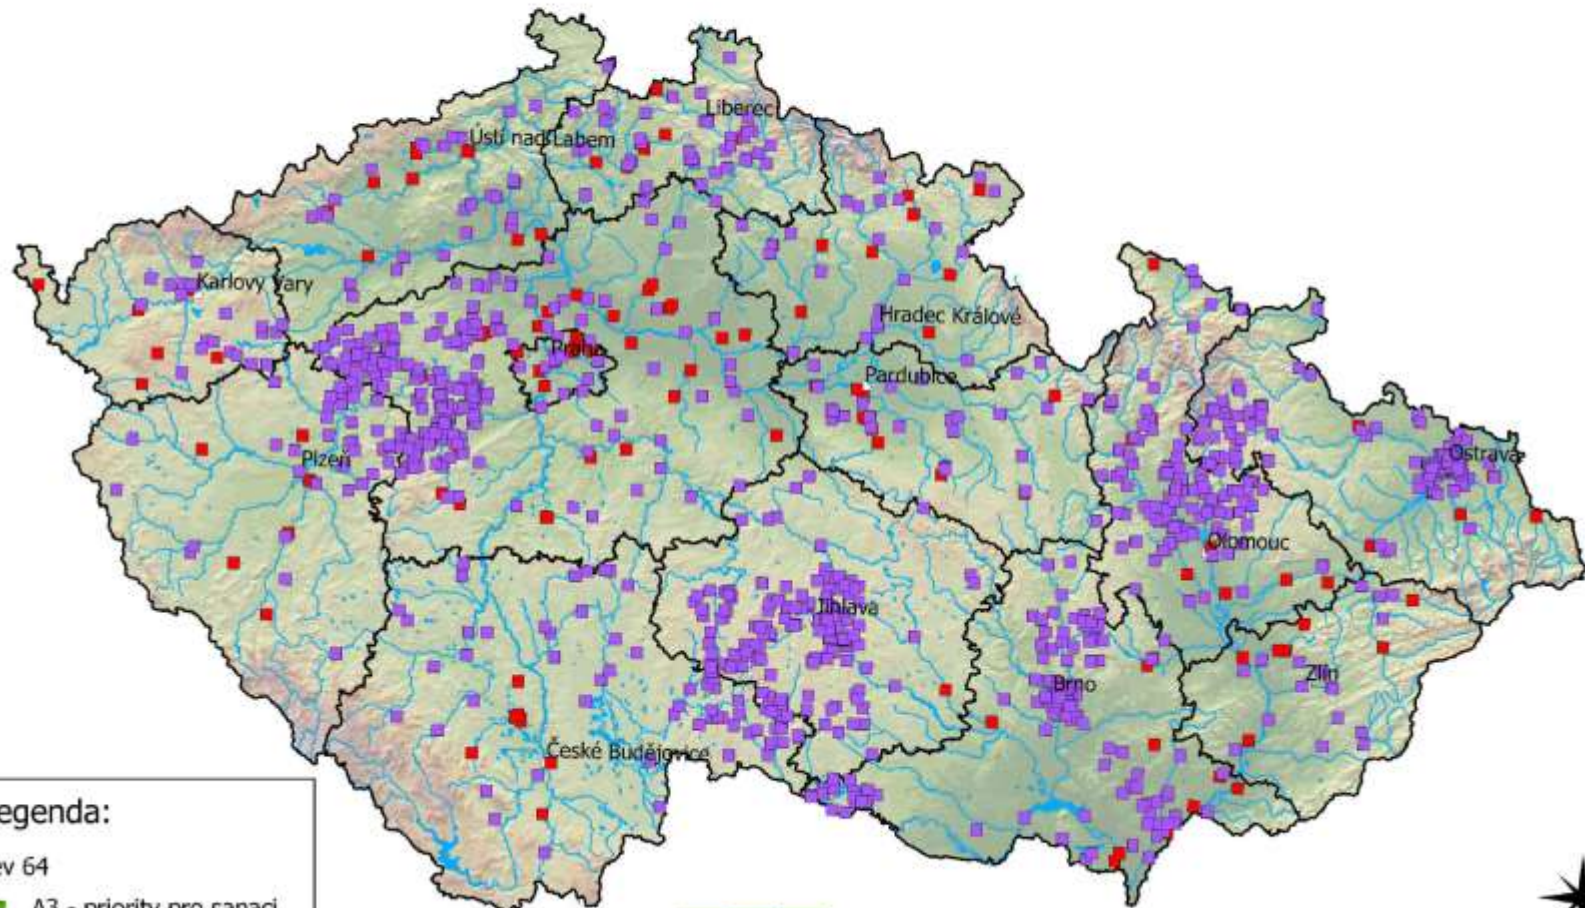 Liberec
Ústí nad Labem
Karlovy Vary
Hradec Králové
Praha
Pardubice
Plzeň
Ostrava
Olomouc
Jihlava
Zlín
Brno
České Budějovice
egenda:
ev 64
A3 - priority pro sanaci